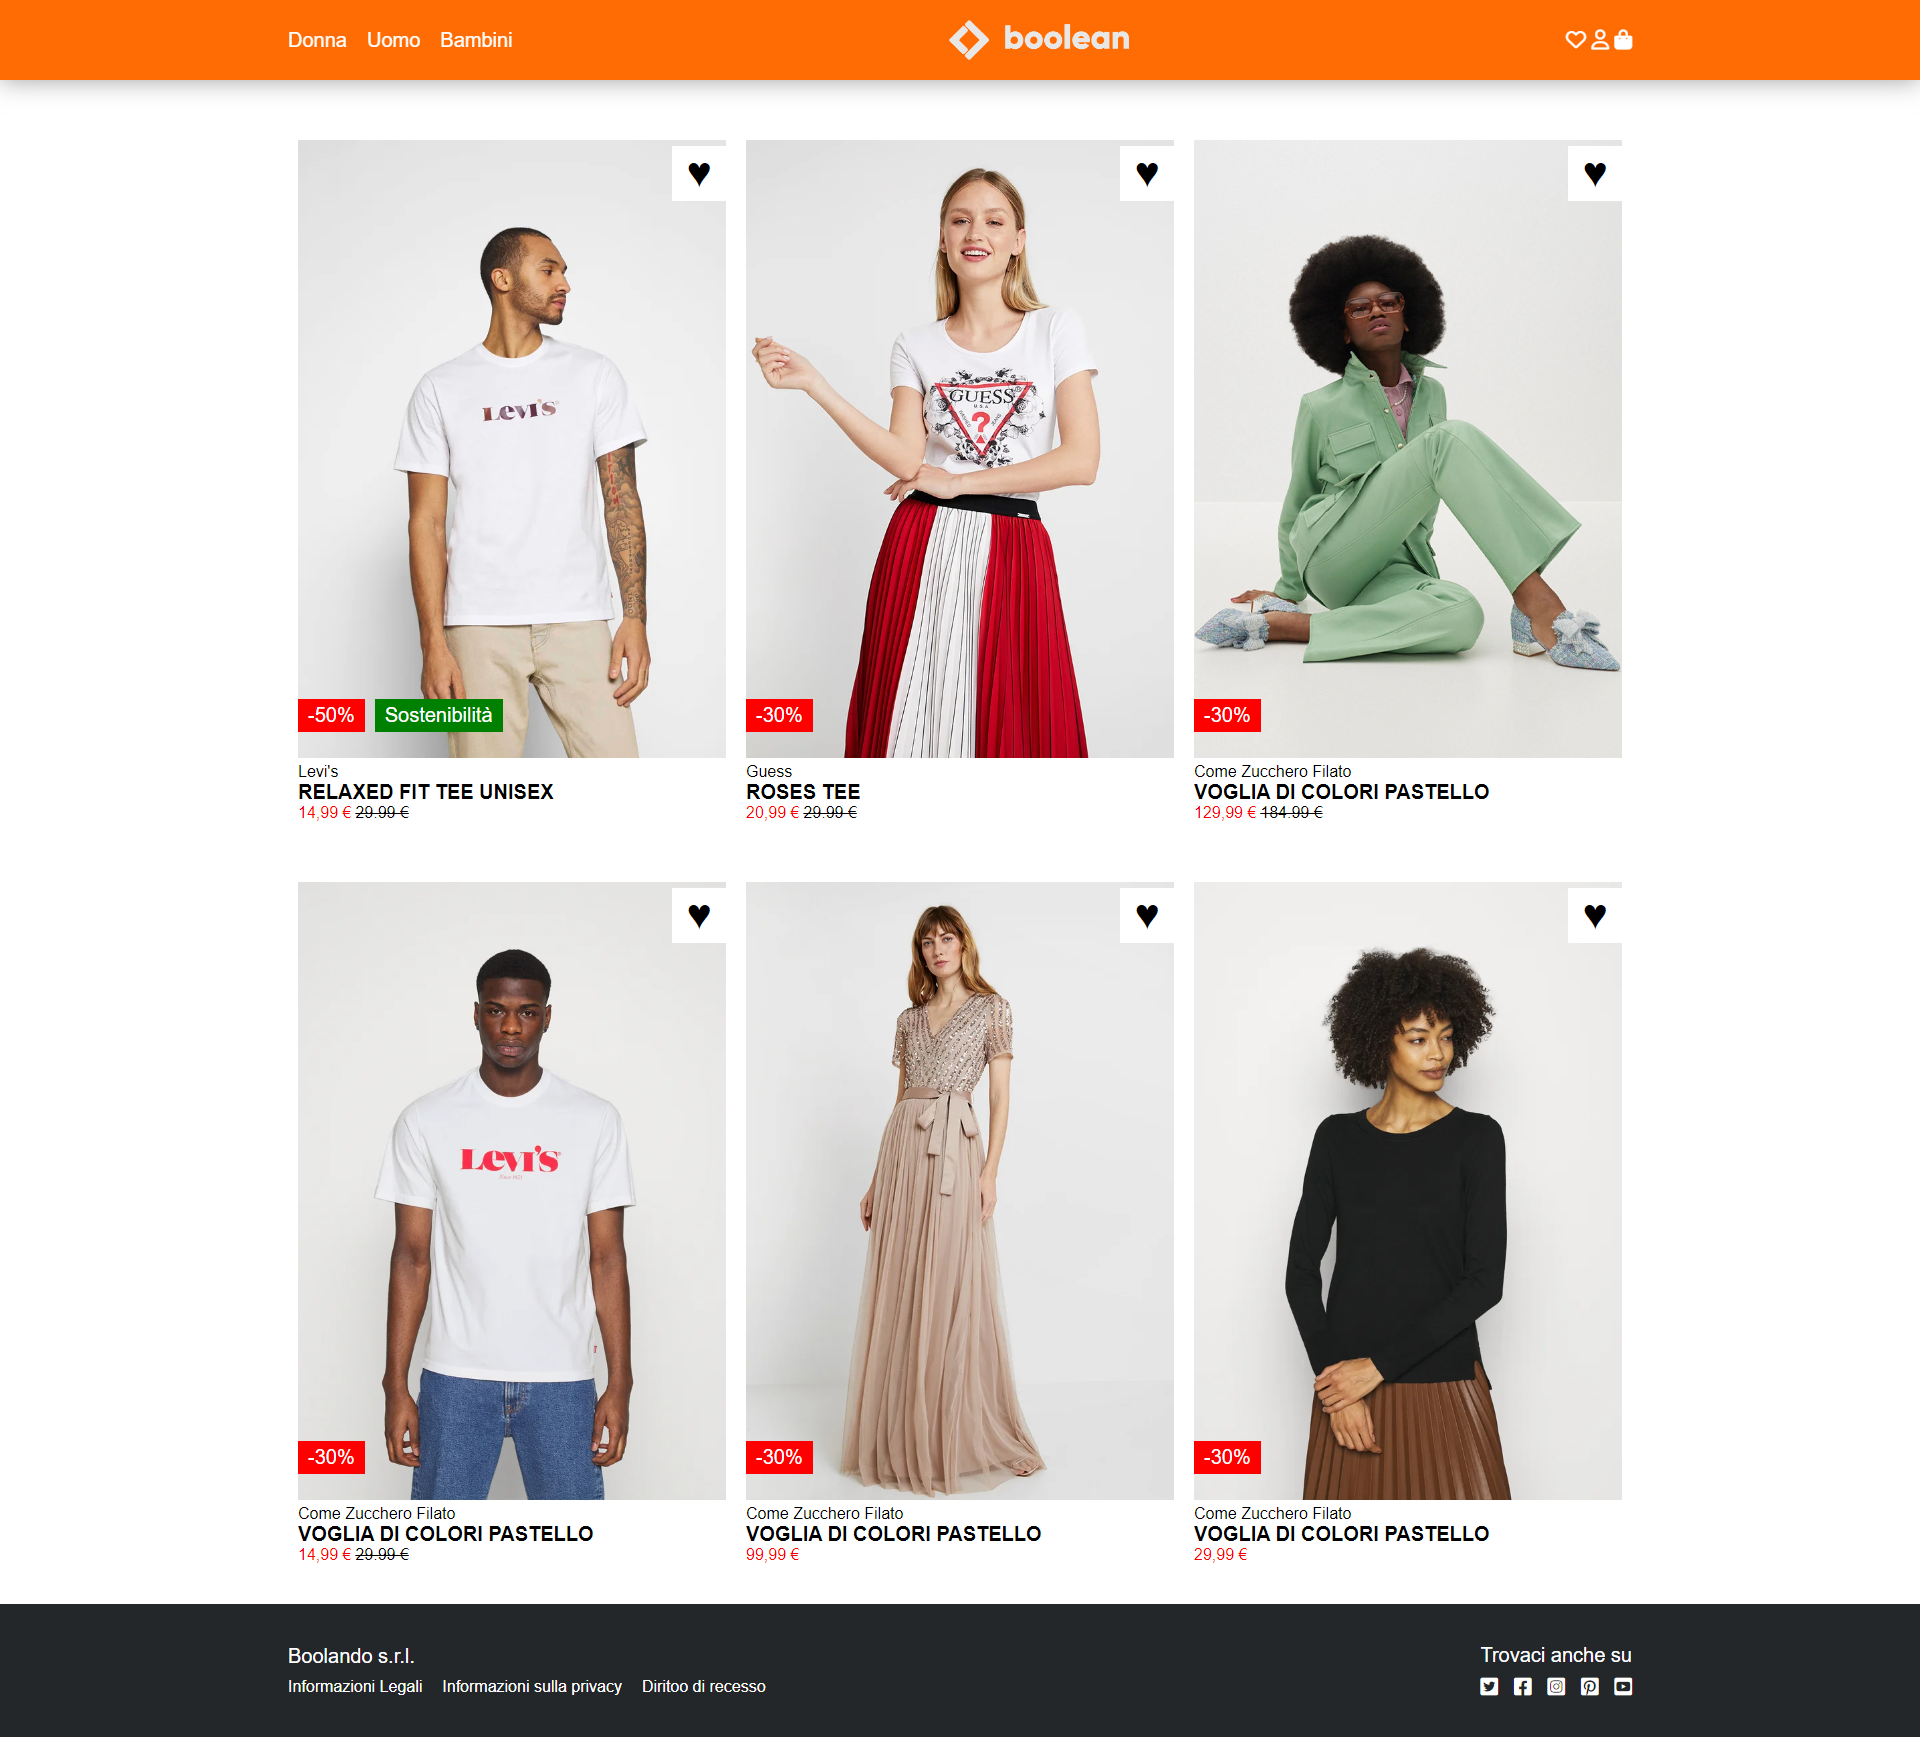 Donna Uomo Bambini boolean
LEVI'S
GUESS
U.S.A.
?
-50% Sostenibilità
-30%
-30%
Levi's
RELAXED FIT TEE UNISEX
14,99 € 29.99 €
Guess
ROSES TEE
20,99 € 29.99 €
Come Zucchero Filato
VOGLIA DI COLORI PASTELLO
129,99 € 184.99 €
LEVI'S
-30%
-30%
-30%
Come Zucchero Filato
VOGLIA DI COLORI PASTELLO
14,99 € 29.99 €
Come Zucchero Filato
VOGLIA DI COLORI PASTELLO
99,99 €
Come Zucchero Filato
VOGLIA DI COLORI PASTELLO
29,99 €
Boolando s.r.l.
Informazioni Legali Informazioni sulla privacy Diritoo di recesso
Trovaci anche su